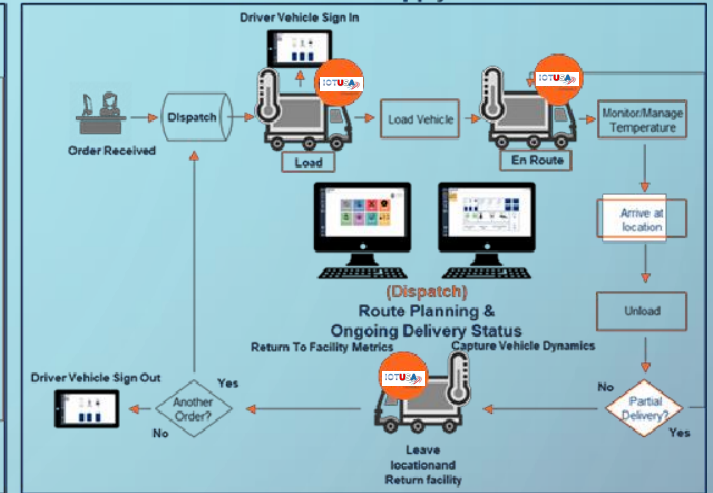 Driver Vehicle Sign In
IOTUSA
IOTUSA
Dispatch
Load Vehicle
Monitor/Manage
Temperature
Order Received
Load
En Route
Arrive at
location
(Dispatch)
Route Planning &
Ongoing Delivery Status
Unload
Return To Facility Metrics
Capture Vehicle Dynamics
IOTUSA
Driver Vehicle Sign Out
Yes
Another
Order?
No
No
Partial
Delivery?
Yes
Leave
locationand
Return facility